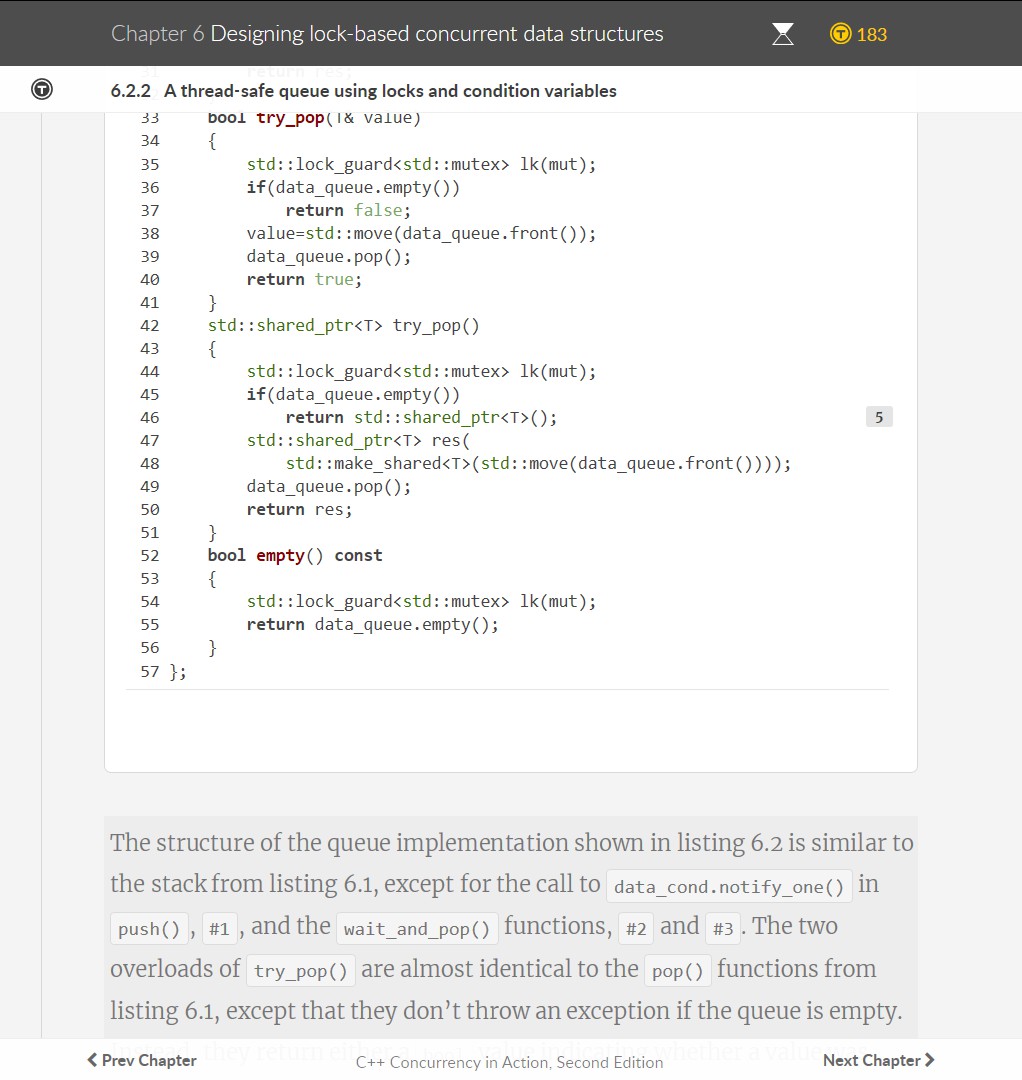 Chapter 6 Designing lock-based concurrent data structures 183
6.2.2 A thread-safe queue using locks and condition variables
33 bool try_pop(T& value)
34 {
35 std::lock_guard<std::mutex> lk(mut);
36 if(data_queue.empty())
37 return false;
38 value=std::move(data_queue.front());
39 data_queue.pop();
40 return true;
41 }
42 std::shared_ptr<T> try_pop()
43 {
44 std::lock_guard<std::mutex> lk(mut);
45 if(data_queue.empty())
46 return std::shared_ptr<T>(); 5
47 std::shared_ptr<T> res(
48 std::make_shared<T>(std::move(data_queue.front())));
49 data_queue.pop();
50 return res;
51 }
52 bool empty() const
53 {
54 std::lock_guard<std::mutex> lk(mut);
55 return data_queue.empty();
56 }
57 };
The structure of the queue implementation shown in listing 6.2 is similar to
the stack from listing 6.1, except for the call to data_cond.notify_one() in
push(), #1, and the wait_and_pop() functions, #2 and #3. The two
overloads of try_pop() are almost identical to the pop() functions from
listing 6.1, except that they don’t throw an exception if the queue is empty.
Prev Chapter C++ Concurrency in Action, Second Edition Next Chapter